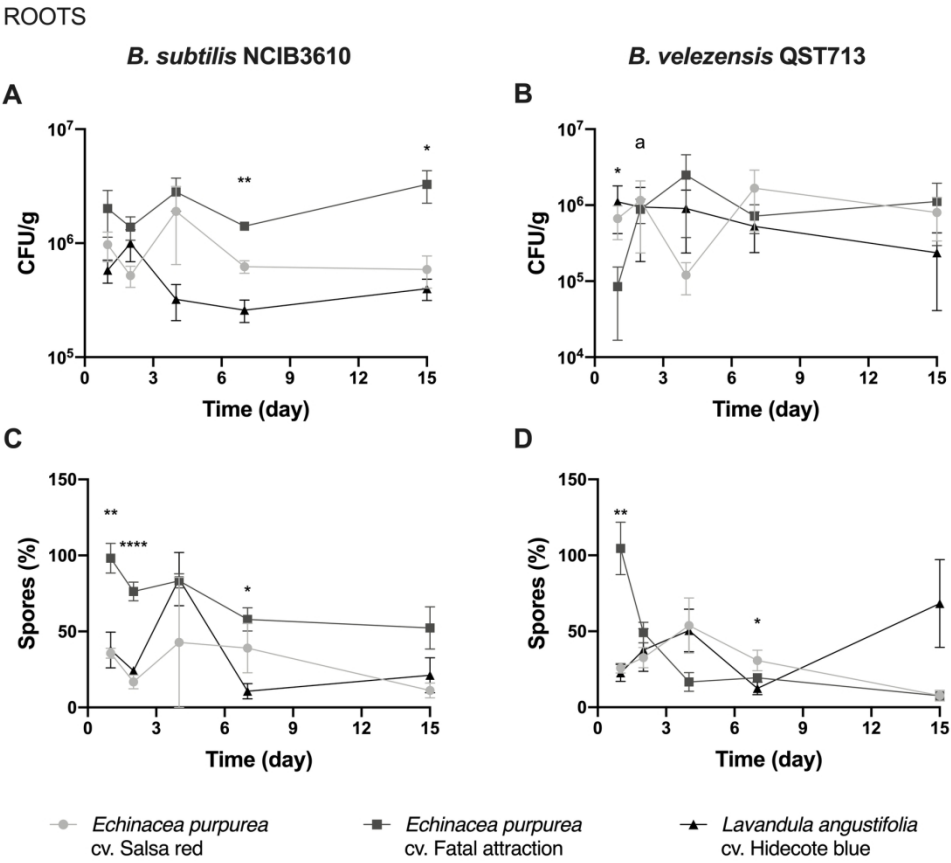 ROOTS
B. subtilis NCIB3610
B. velezensis QST713
A
B
10⁷
10⁶
10⁵
CFU/g
** *
0 3 6 9 12 15
Time (day)
10⁷
10⁶
10⁵
10⁴
CFU/g
* a
0 3 6 9 12 15
Time (day)
C
D
150
100
50
0
Spores (%)
** **** *
0 3 6 9 12 15
Time (day)
150
100
50
0
Spores (%)
** *
0 3 6 9 12 15
Time (day)
Echinacea purpurea
cv. Salsa red
Echinacea purpurea
cv. Fatal attraction
Lavandula angustifolia
cv. Hidecote blue